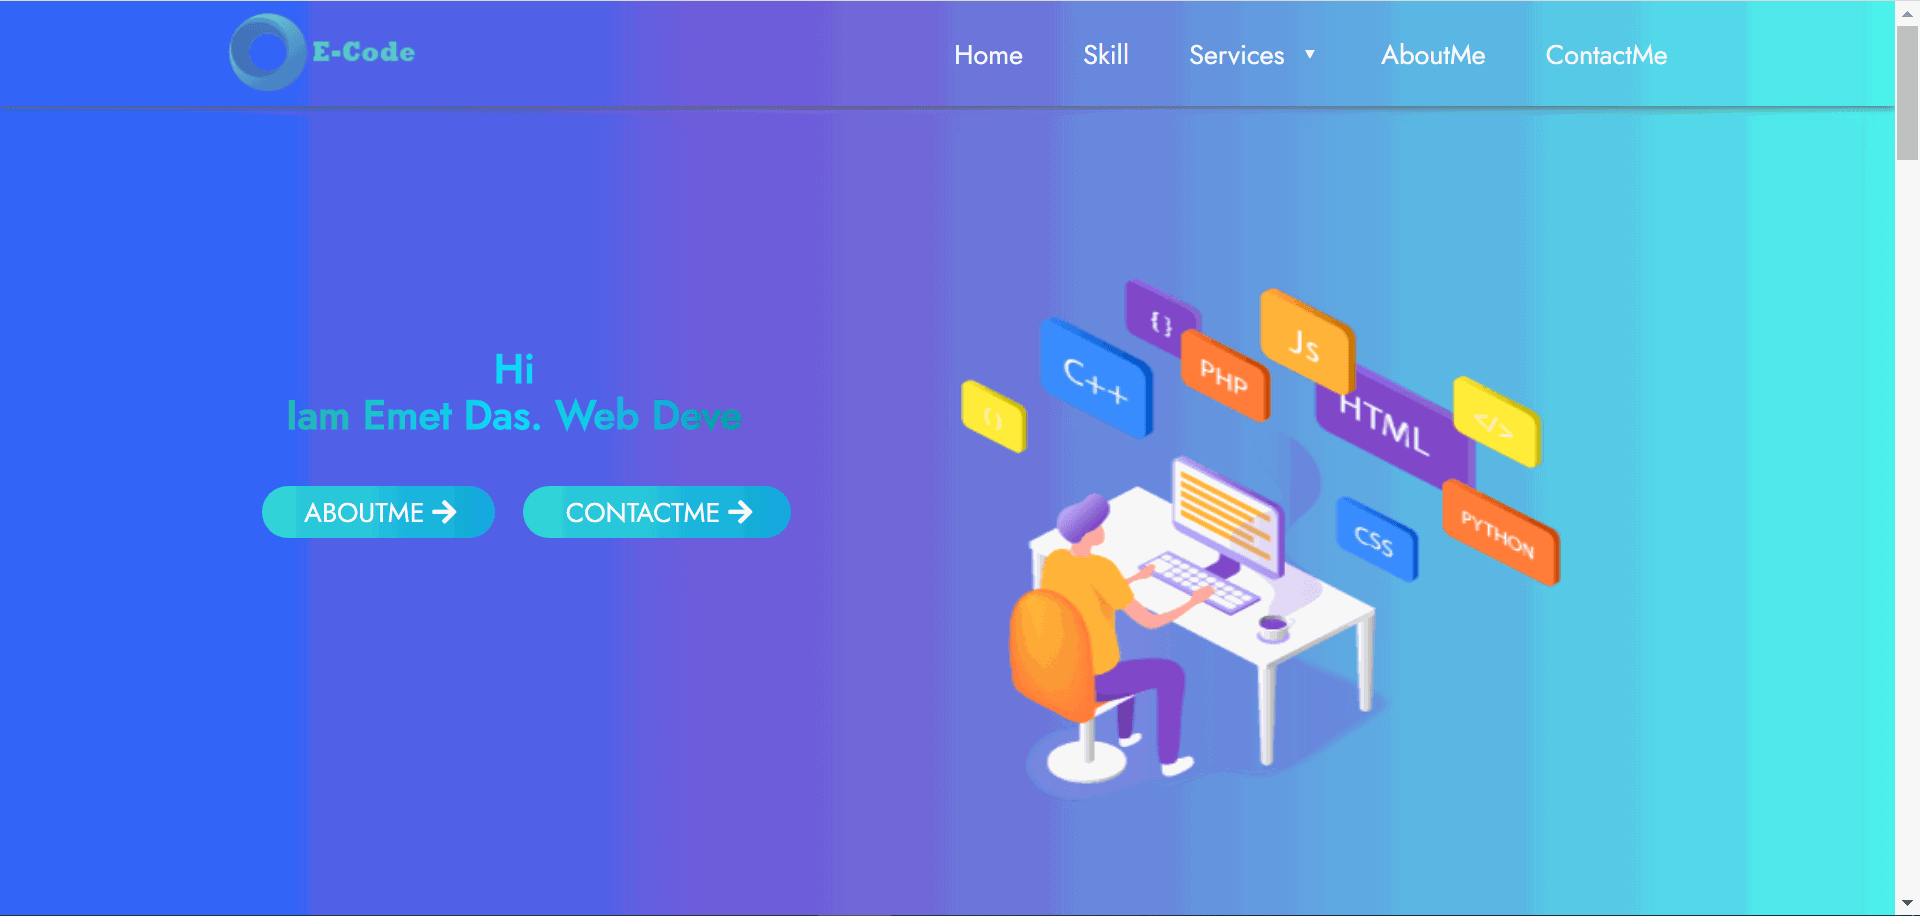 E-Code
Home Skill Services ▼ AboutMe ContactMe
Hi
Iam Emet Das. Web Deve
ABOUTME →
CONTACTME →
{}
Js
C++
PHP
HTML
()
</>
CSS
PYTHON